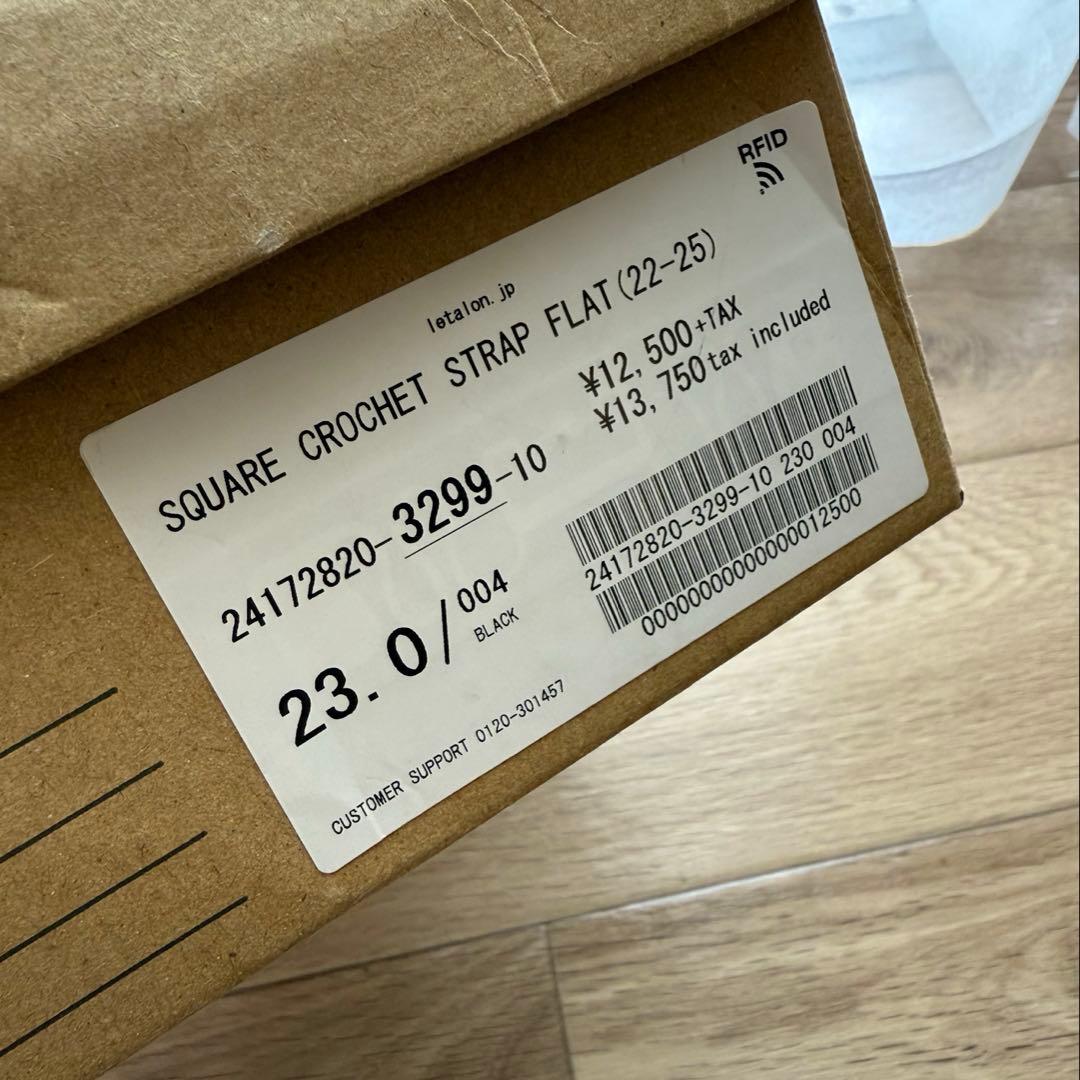 RFID
letalon.jp
SQUARE CROCHET STRAP FLAT(22-25)
¥12,500+TAX
¥13,750tax included
24172820-3299-10
24172820-3299-10 230 004
23.0/004
BLACK
0000000000000012500
CUSTOMER SUPPORT 0120-301457